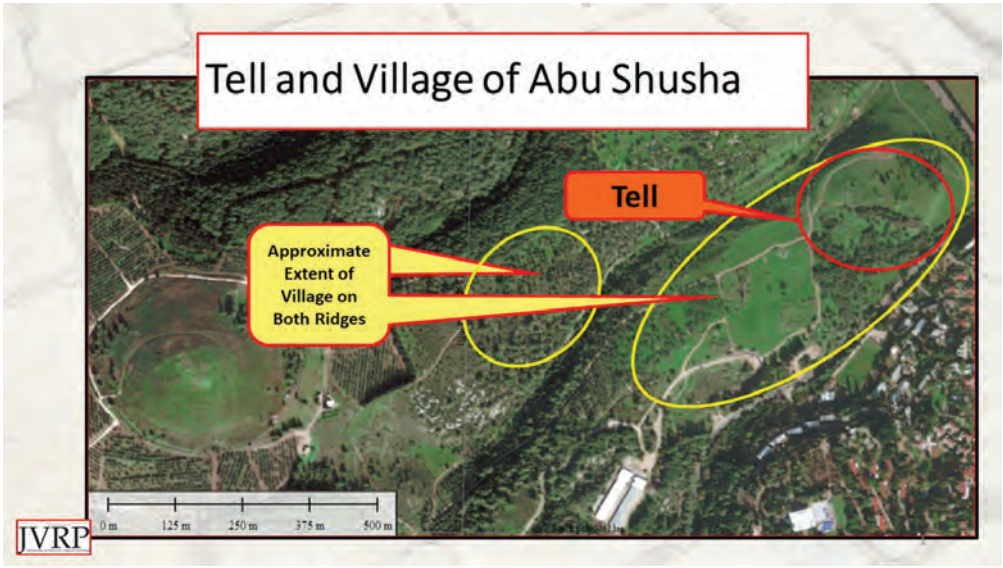 Tell and Village of Abu Shusha
Tell
Approximate
Extent of
Village on
Both Ridges
0 m 125 m 250 m 375 m 500 m
JVRP